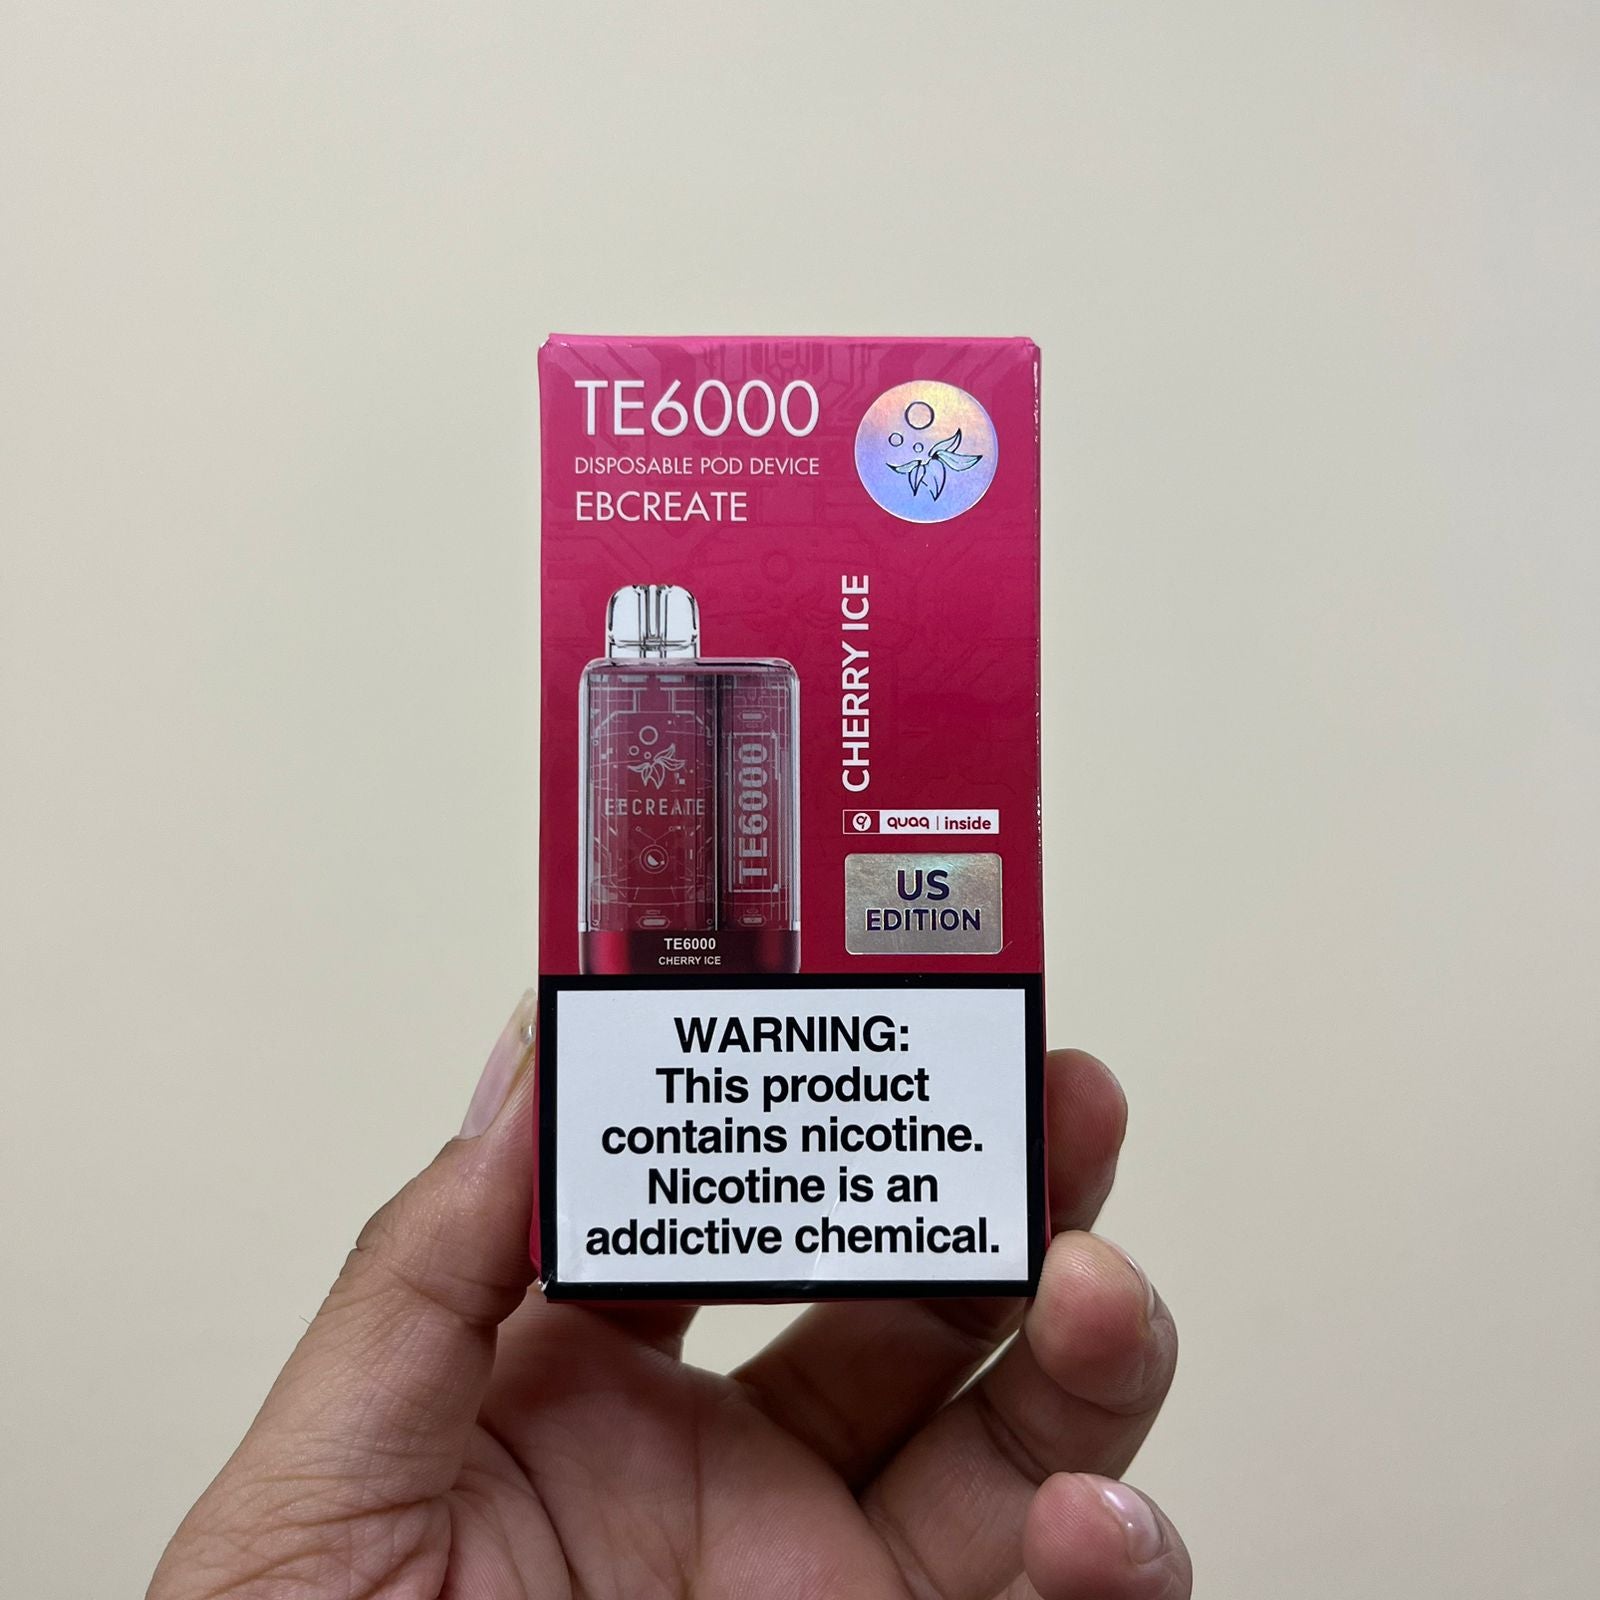 TE6000
DISPOSABLE POD DEVICE
EBCREATE
CHERRY ICE
EBCREATE
TE6000
TE6000
CHERRY ICE
quaq | inside
US
EDITION
WARNING:
This product
contains nicotine.
Nicotine is an
addictive chemical.